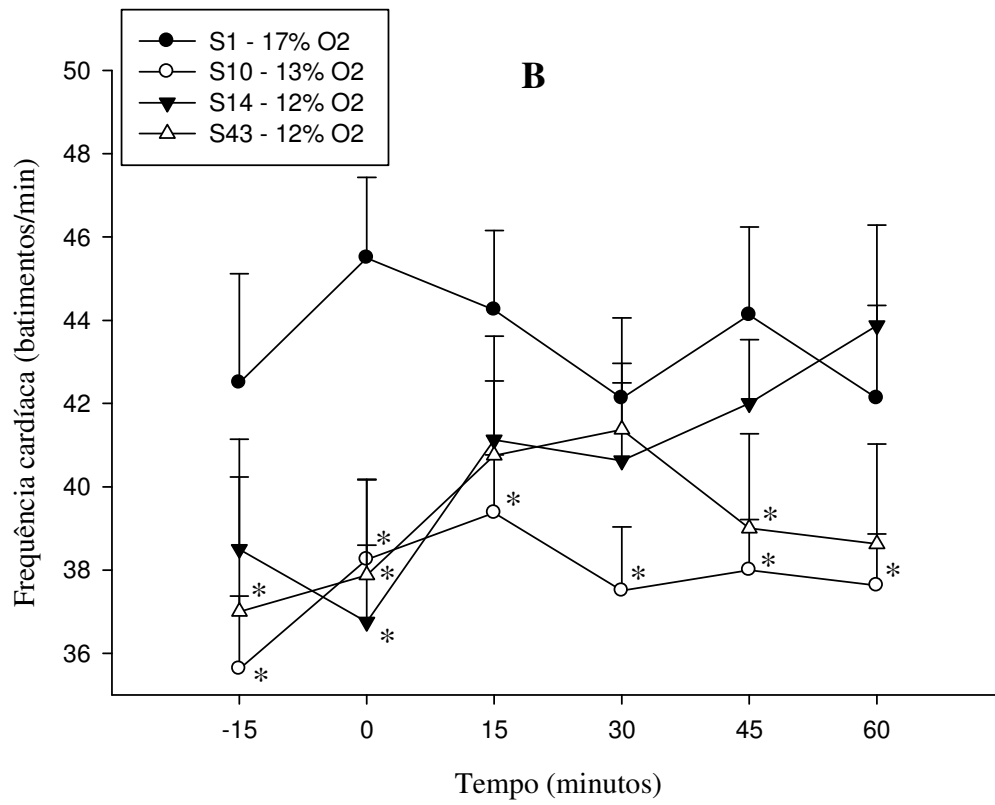 S1 - 17% O2
S10 - 13% O2
S14 - 12% O2
S43 - 12% O2
B
Frequência cardíaca (batimentos/min)
50
48
46
44
42
40
38
36
*
*
*
*
*
*
*
*
*
*
-15 0 15 30 45 60
Tempo (minutos)